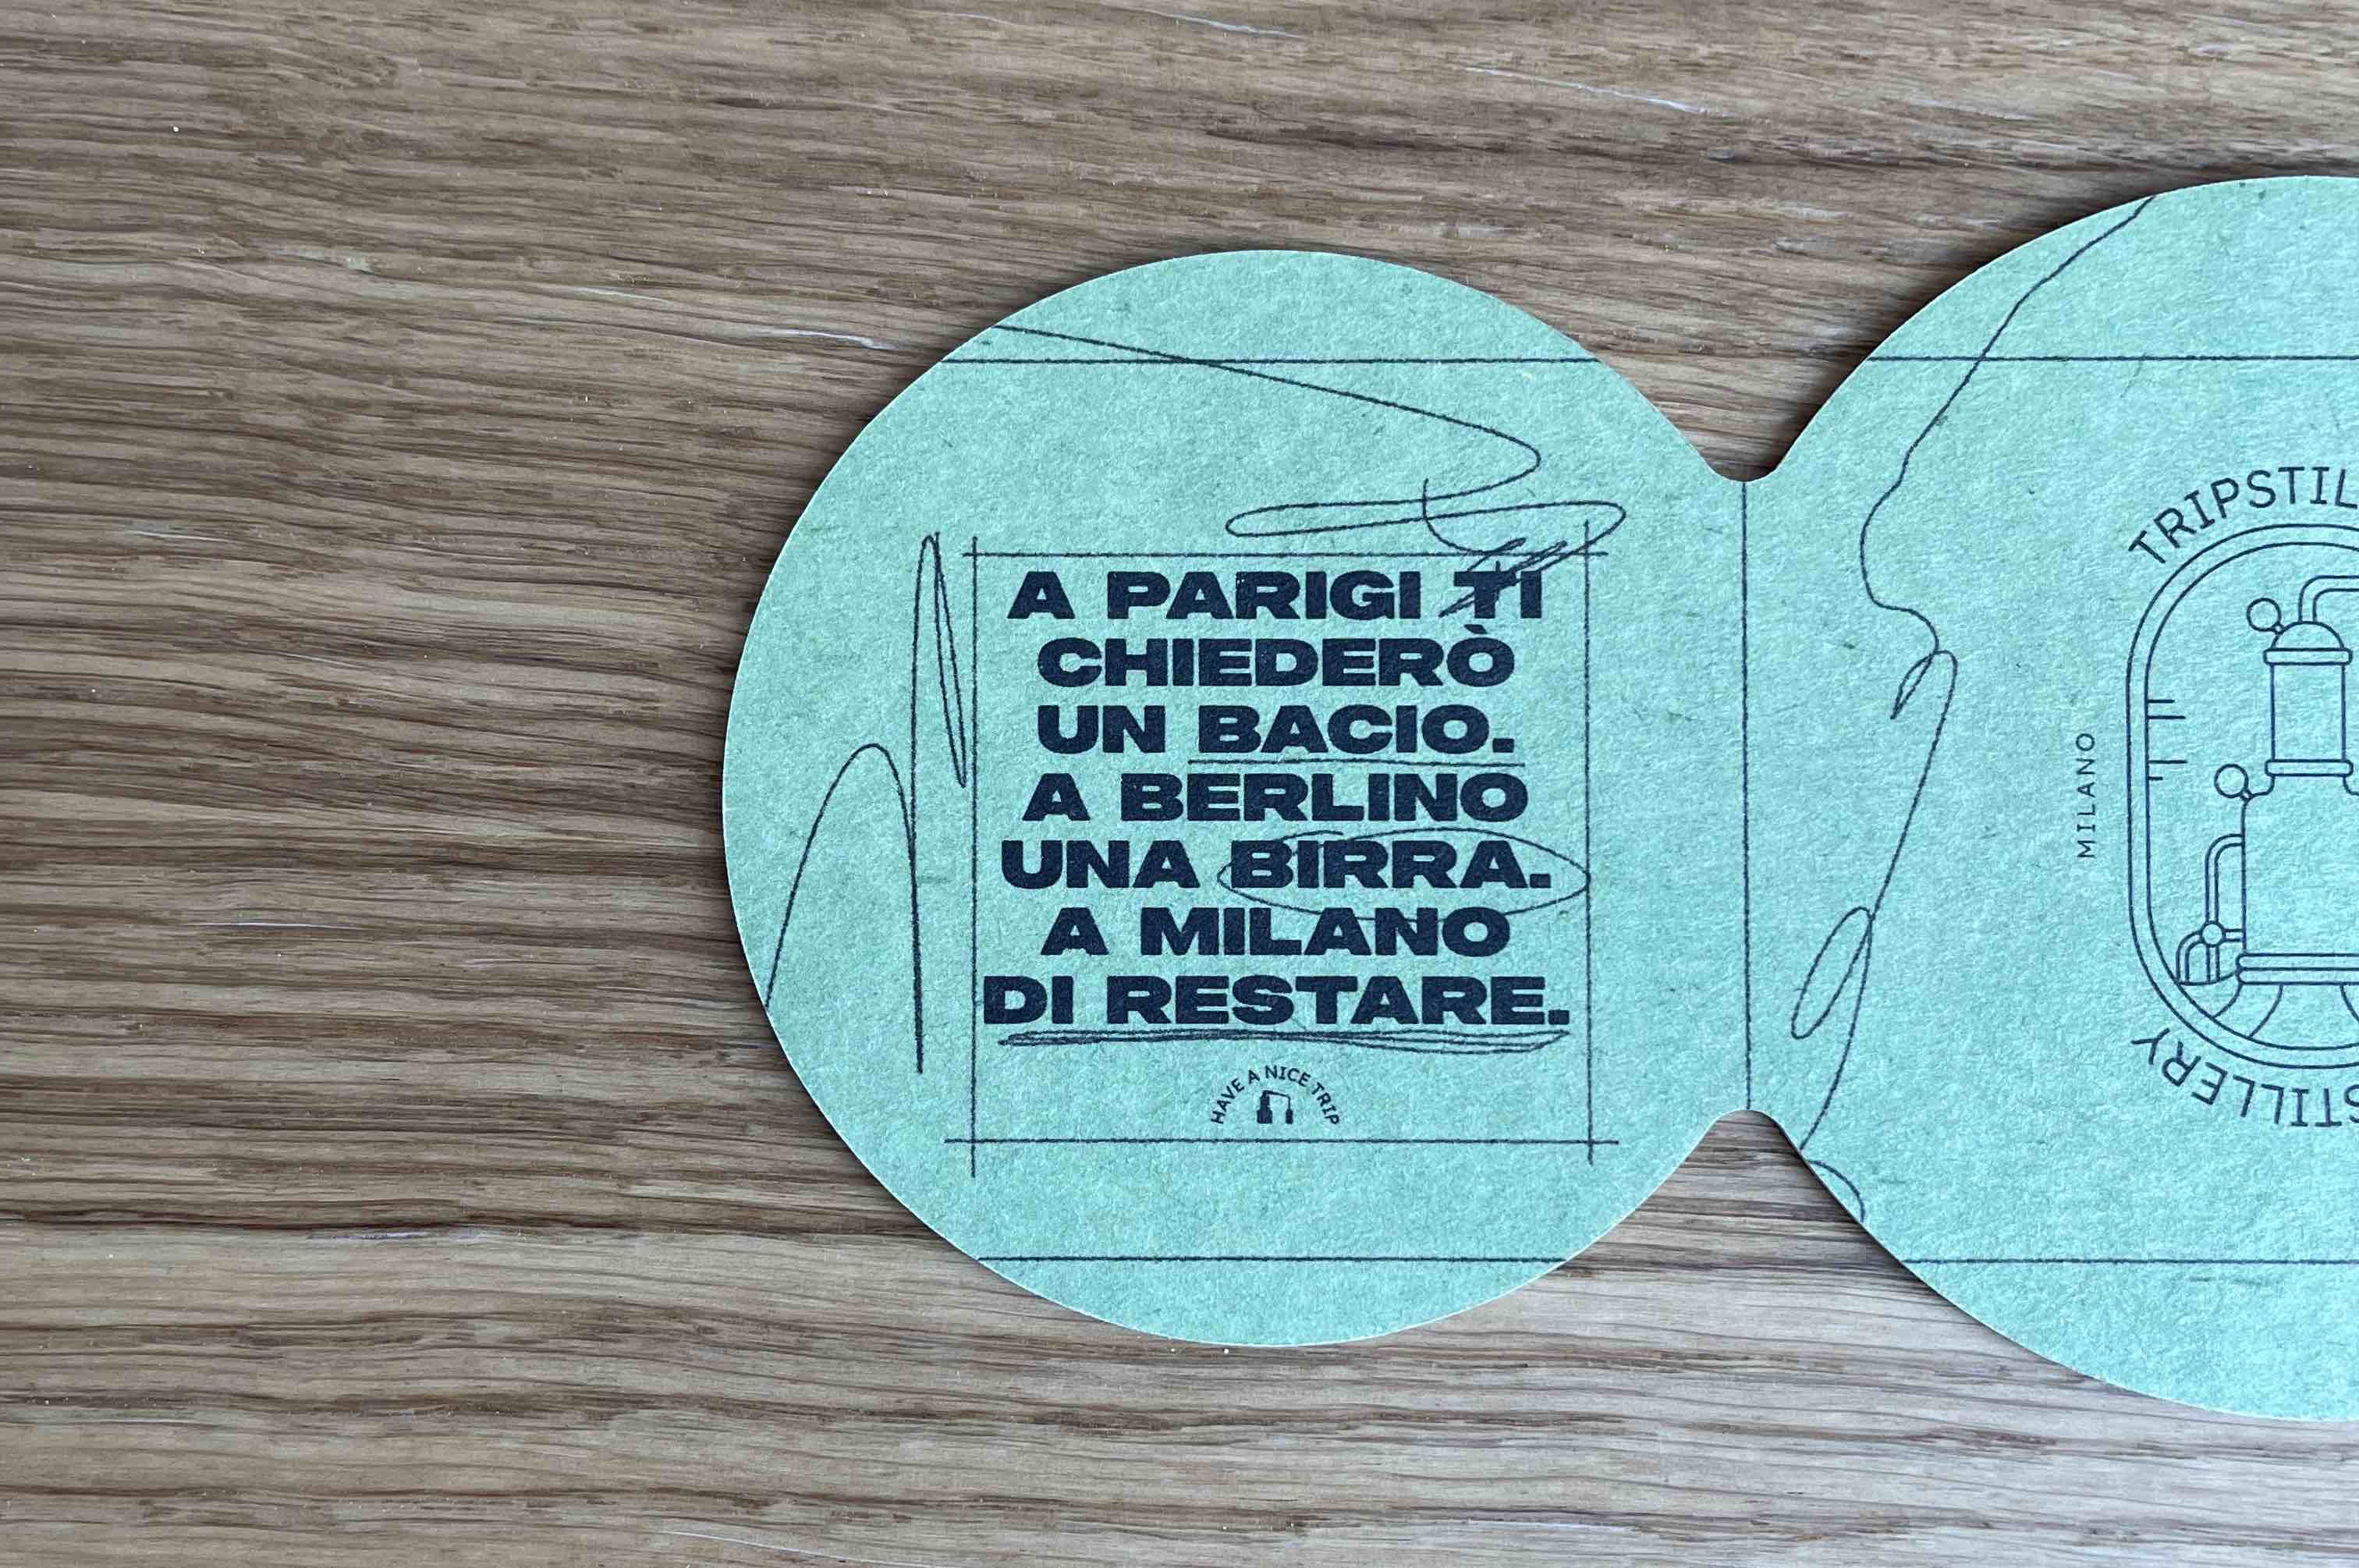 A PARIGI TI
CHIEDERÒ
UN BACIO.
A BERLINO
UNA BIRRA.
A MILANO
DI RESTARE.
HAVE A NICE TRIP
MILANO
TRIPSTIL
STILLERY